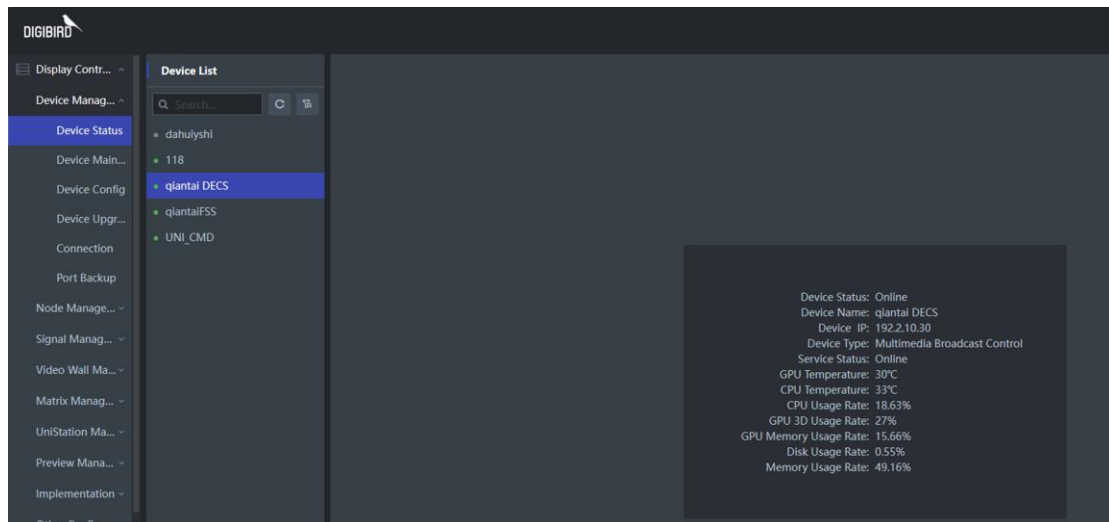 DIGIBIRD
Display Contr...
Device Manag...
Device Status
Device Main...
Device Config
Device Upgr...
Connection
Port Backup
Node Manage...
Signal Manag...
Video Wall Ma...
Matrix Manag...
UniStation Ma...
Preview Mana...
Implementation
Device List
Search...
dahuiyshi
118
qiantai DECS
qiantaiFSS
UNI_CMD
Device Status: Online
Device Name: qiantai DECS
Device IP: 192.2.10.30
Device Type: Multimedia Broadcast Control
Service Status: Online
GPU Temperature: 30℃
CPU Temperature: 33℃
CPU Usage Rate: 18.63%
GPU 3D Usage Rate: 27%
GPU Memory Usage Rate: 15.66%
Disk Usage Rate: 0.55%
Memory Usage Rate: 49.16%